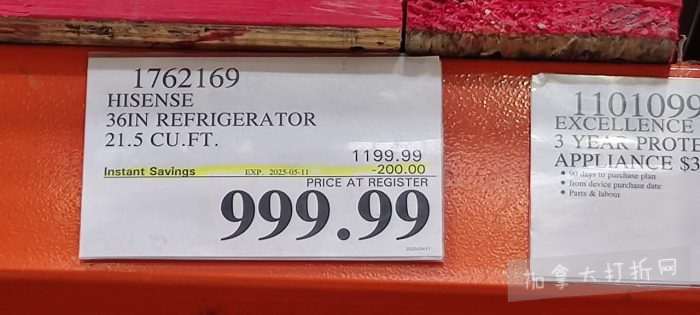 1762169
HISENSE
36IN REFRIGERATOR
21.5 CU.FT.
1199.99
Instant Savings EXP. 2025-05-11 -200.00
PRICE AT REGISTER
999.99
1101099
EXCELLENCE
3 YEAR PROTE
APPLIANCE $3
• 90 days to purchase plan
• from device purchase date
• Parts & labour
加拿大打折网